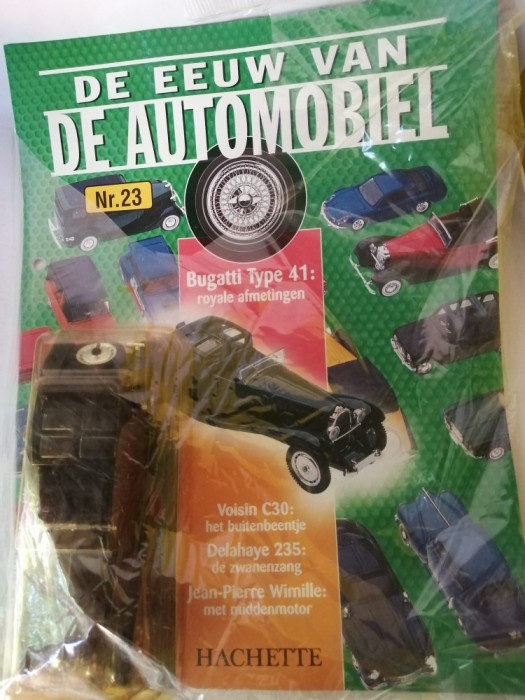 DE EEUW VAN
DE AUTOMOBIEL
Nr.23
Bugatti Type 41:
royale afmetingen
Voisin C30:
het buitenbeentje
Delahaye 235:
de zwanenzang
Jean-Pierre Wimille:
met middenmotor
HACHETTE